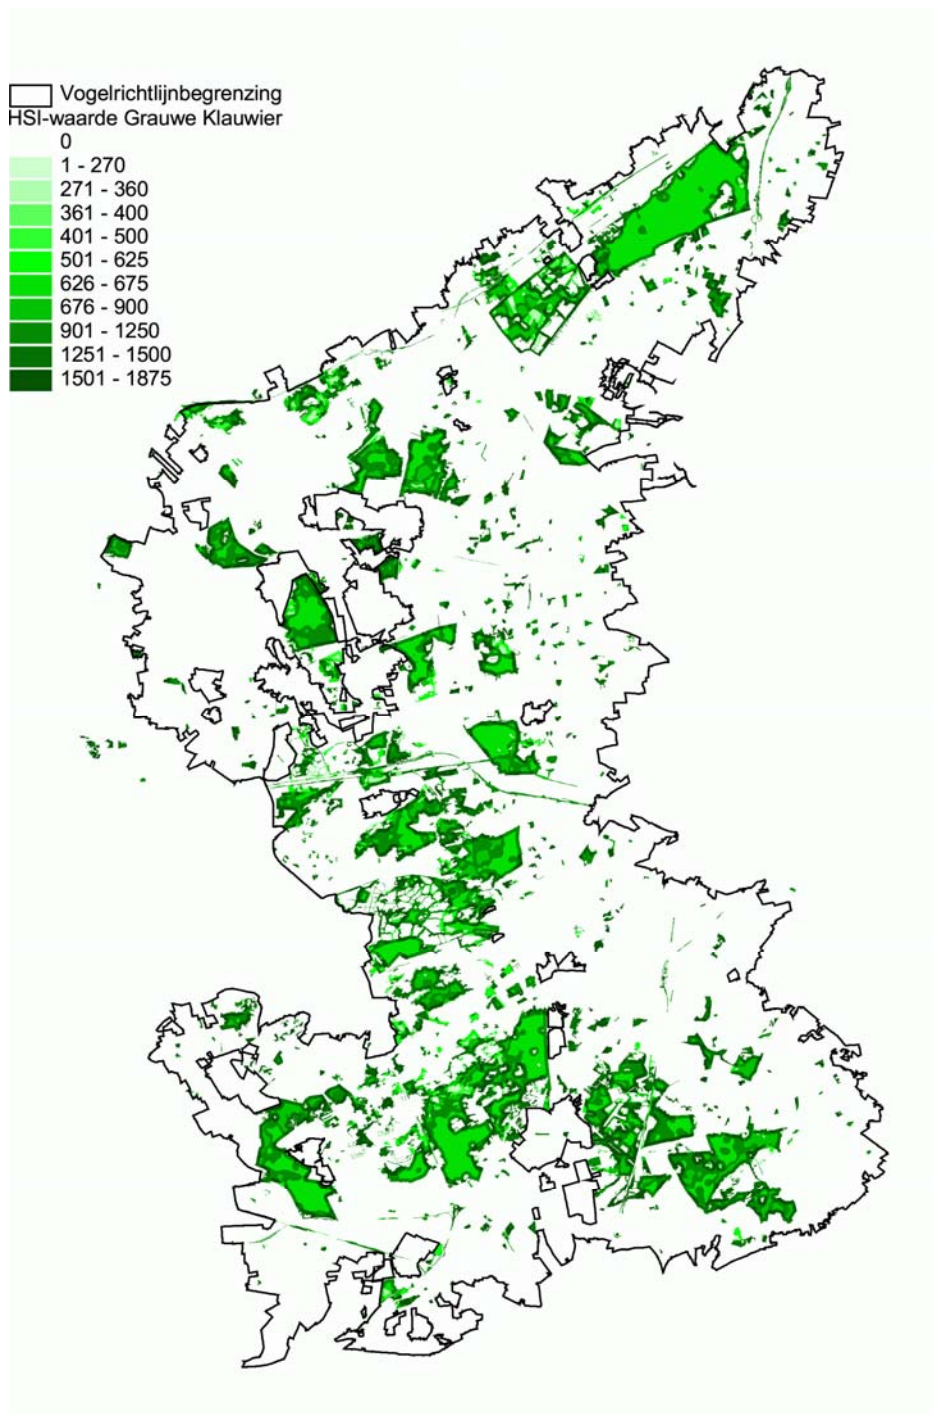 Vogelrichtlijnbegrenzing
HSI-waarde Grauwe Klauwier
0
1 - 270
271 - 360
361 - 400
401 - 500
501 - 625
626 - 675
676 - 900
901 - 1250
1251 - 1500
1501 - 1875